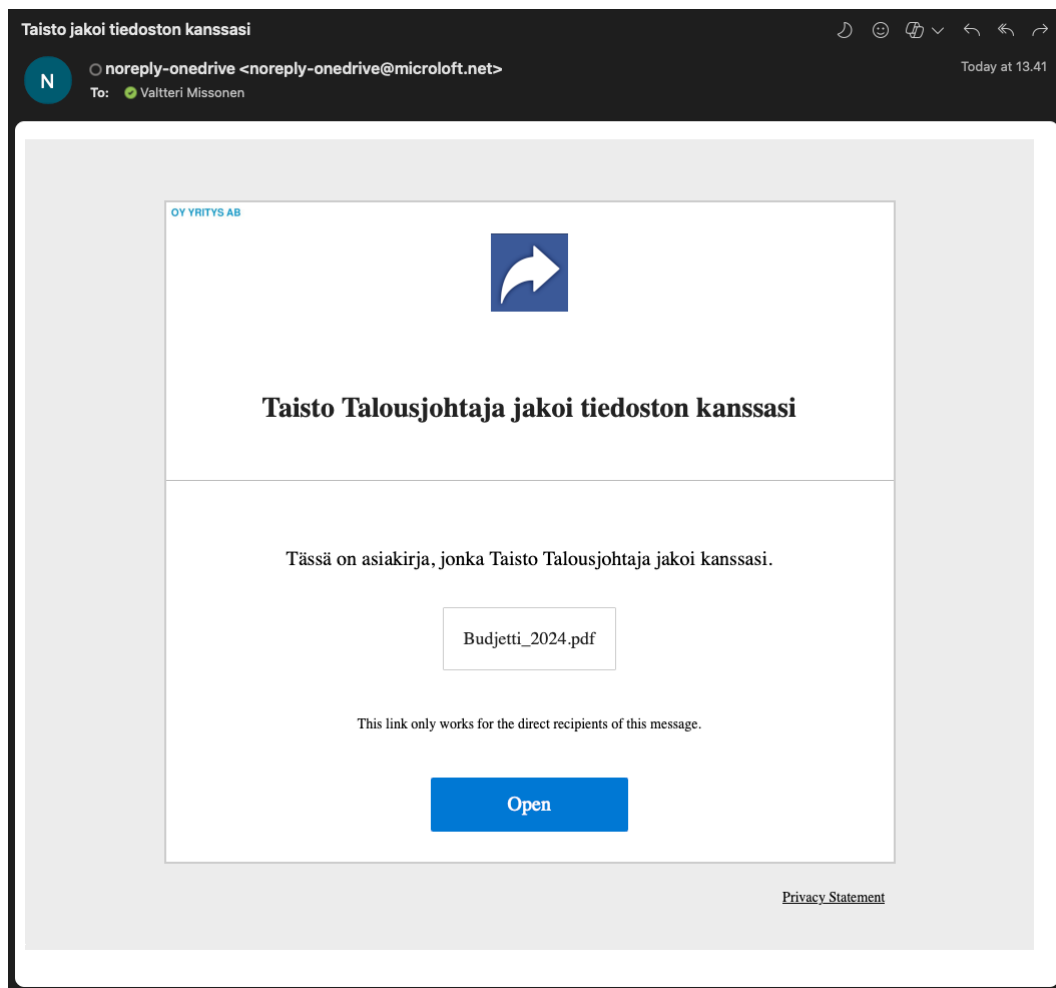 Taisto jakoi tiedoston kanssasi
N
noreply-onedrive <noreply-onedrive@microloft.net>
Today at 13.41
To: Valtteri Missonen
OY YRITYS AB
Taisto Talousjohtaja jakoi tiedoston kanssasi
Tässä on asiakirja, jonka Taisto Talousjohtaja jakoi kanssasi.
Budjetti_2024.pdf
This link only works for the direct recipients of this message.
Open
Privacy Statement